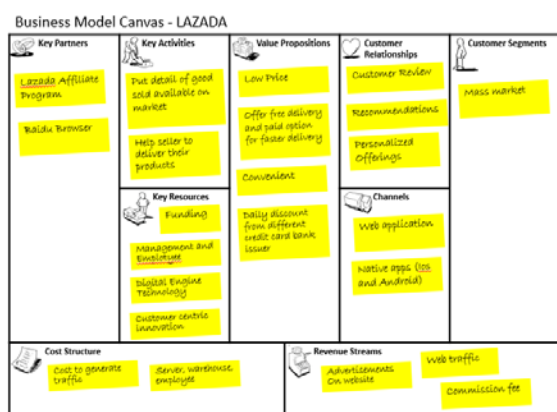 Business Model Canvas - LAZADA
Key Partners
Lazada Affiliate
Program
Baidu Browser
Key Activities
Put detail of good
sold available on
market
Help seller to
deliver their
products
Key Resources
Funding
Management and
Employee
Digital Engine
Technology
Customer centric
innovation
Value Propositions
Low Price
Offer free delivery
and paid option
for faster delivery
Convenient
Daily discount
from different
credit card bank
issuer
Customer
Relationships
Customer Review
Recommendations
Personalized
Offerings
Channels
Web application
Native apps (Ios
and Android)
Customer Segments
Mass market
Cost Structure
Cost to generate
traffic
Server, warehouse,
employee
Revenue Streams
Advertisements
On website
Web traffic
Commission fee